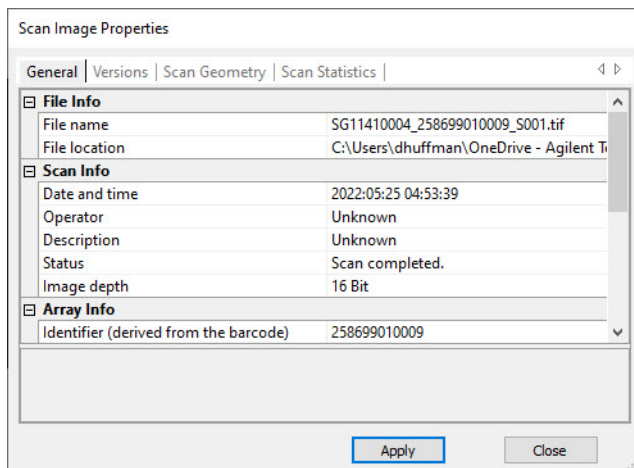 Scan Image Properties
General | Versions | Scan Geometry | Scan Statistics |
File Info
File name SG11410004_258699010009_S001.tif
File location C:\Users\dhuffman\OneDrive - Agilent Te
Scan Info
Date and time 2022:05:25 04:53:39
Operator Unknown
Description Unknown
Status Scan completed.
Image depth 16 Bit
Array Info
Identifier (derived from the barcode) 258699010009
Apply Close